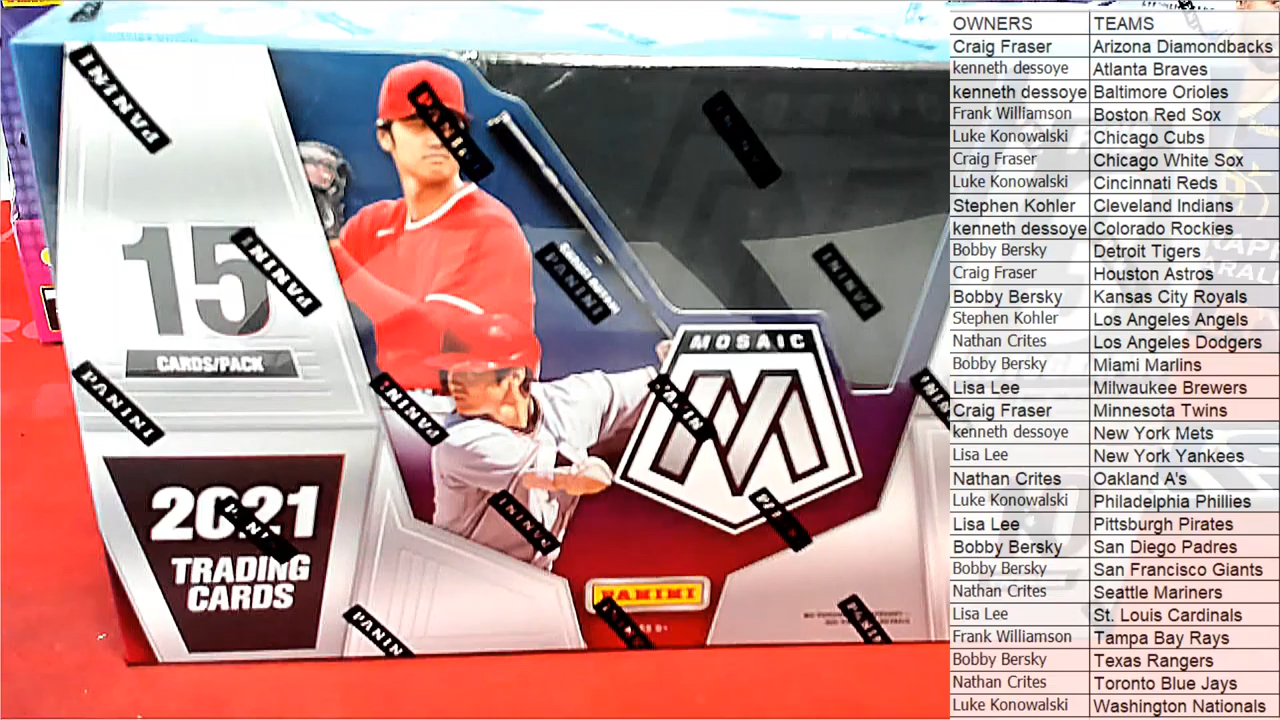 15
CARDS/PACK
2021
TRADING
CARDS
MOSAIC
M
PANINI
PANINI
PANINI
PANINI
PANINI
PANINI
PANINI
PANINI
PANINI
OWNERS TEAMS
Craig Fraser Arizona Diamondbacks
kenneth dessoye Atlanta Braves
kenneth dessoye Baltimore Orioles
Frank Williamson Boston Red Sox
Luke Konowalski Chicago Cubs
Craig Fraser Chicago White Sox
Luke Konowalski Cincinnati Reds
Stephen Kohler Cleveland Indians
kenneth dessoye Colorado Rockies
Bobby Bersky Detroit Tigers
Craig Fraser Houston Astros
Bobby Bersky Kansas City Royals
Stephen Kohler Los Angeles Angels
Nathan Crites Los Angeles Dodgers
Bobby Bersky Miami Marlins
Lisa Lee Milwaukee Brewers
Craig Fraser Minnesota Twins
kenneth dessoye New York Mets
Lisa Lee New York Yankees
Nathan Crites Oakland A's
Luke Konowalski Philadelphia Phillies
Lisa Lee Pittsburgh Pirates
Bobby Bersky San Diego Padres
Bobby Bersky San Francisco Giants
Nathan Crites Seattle Mariners
Lisa Lee St. Louis Cardinals
Frank Williamson Tampa Bay Rays
Bobby Bersky Texas Rangers
Nathan Crites Toronto Blue Jays
Luke Konowalski Washington Nationals